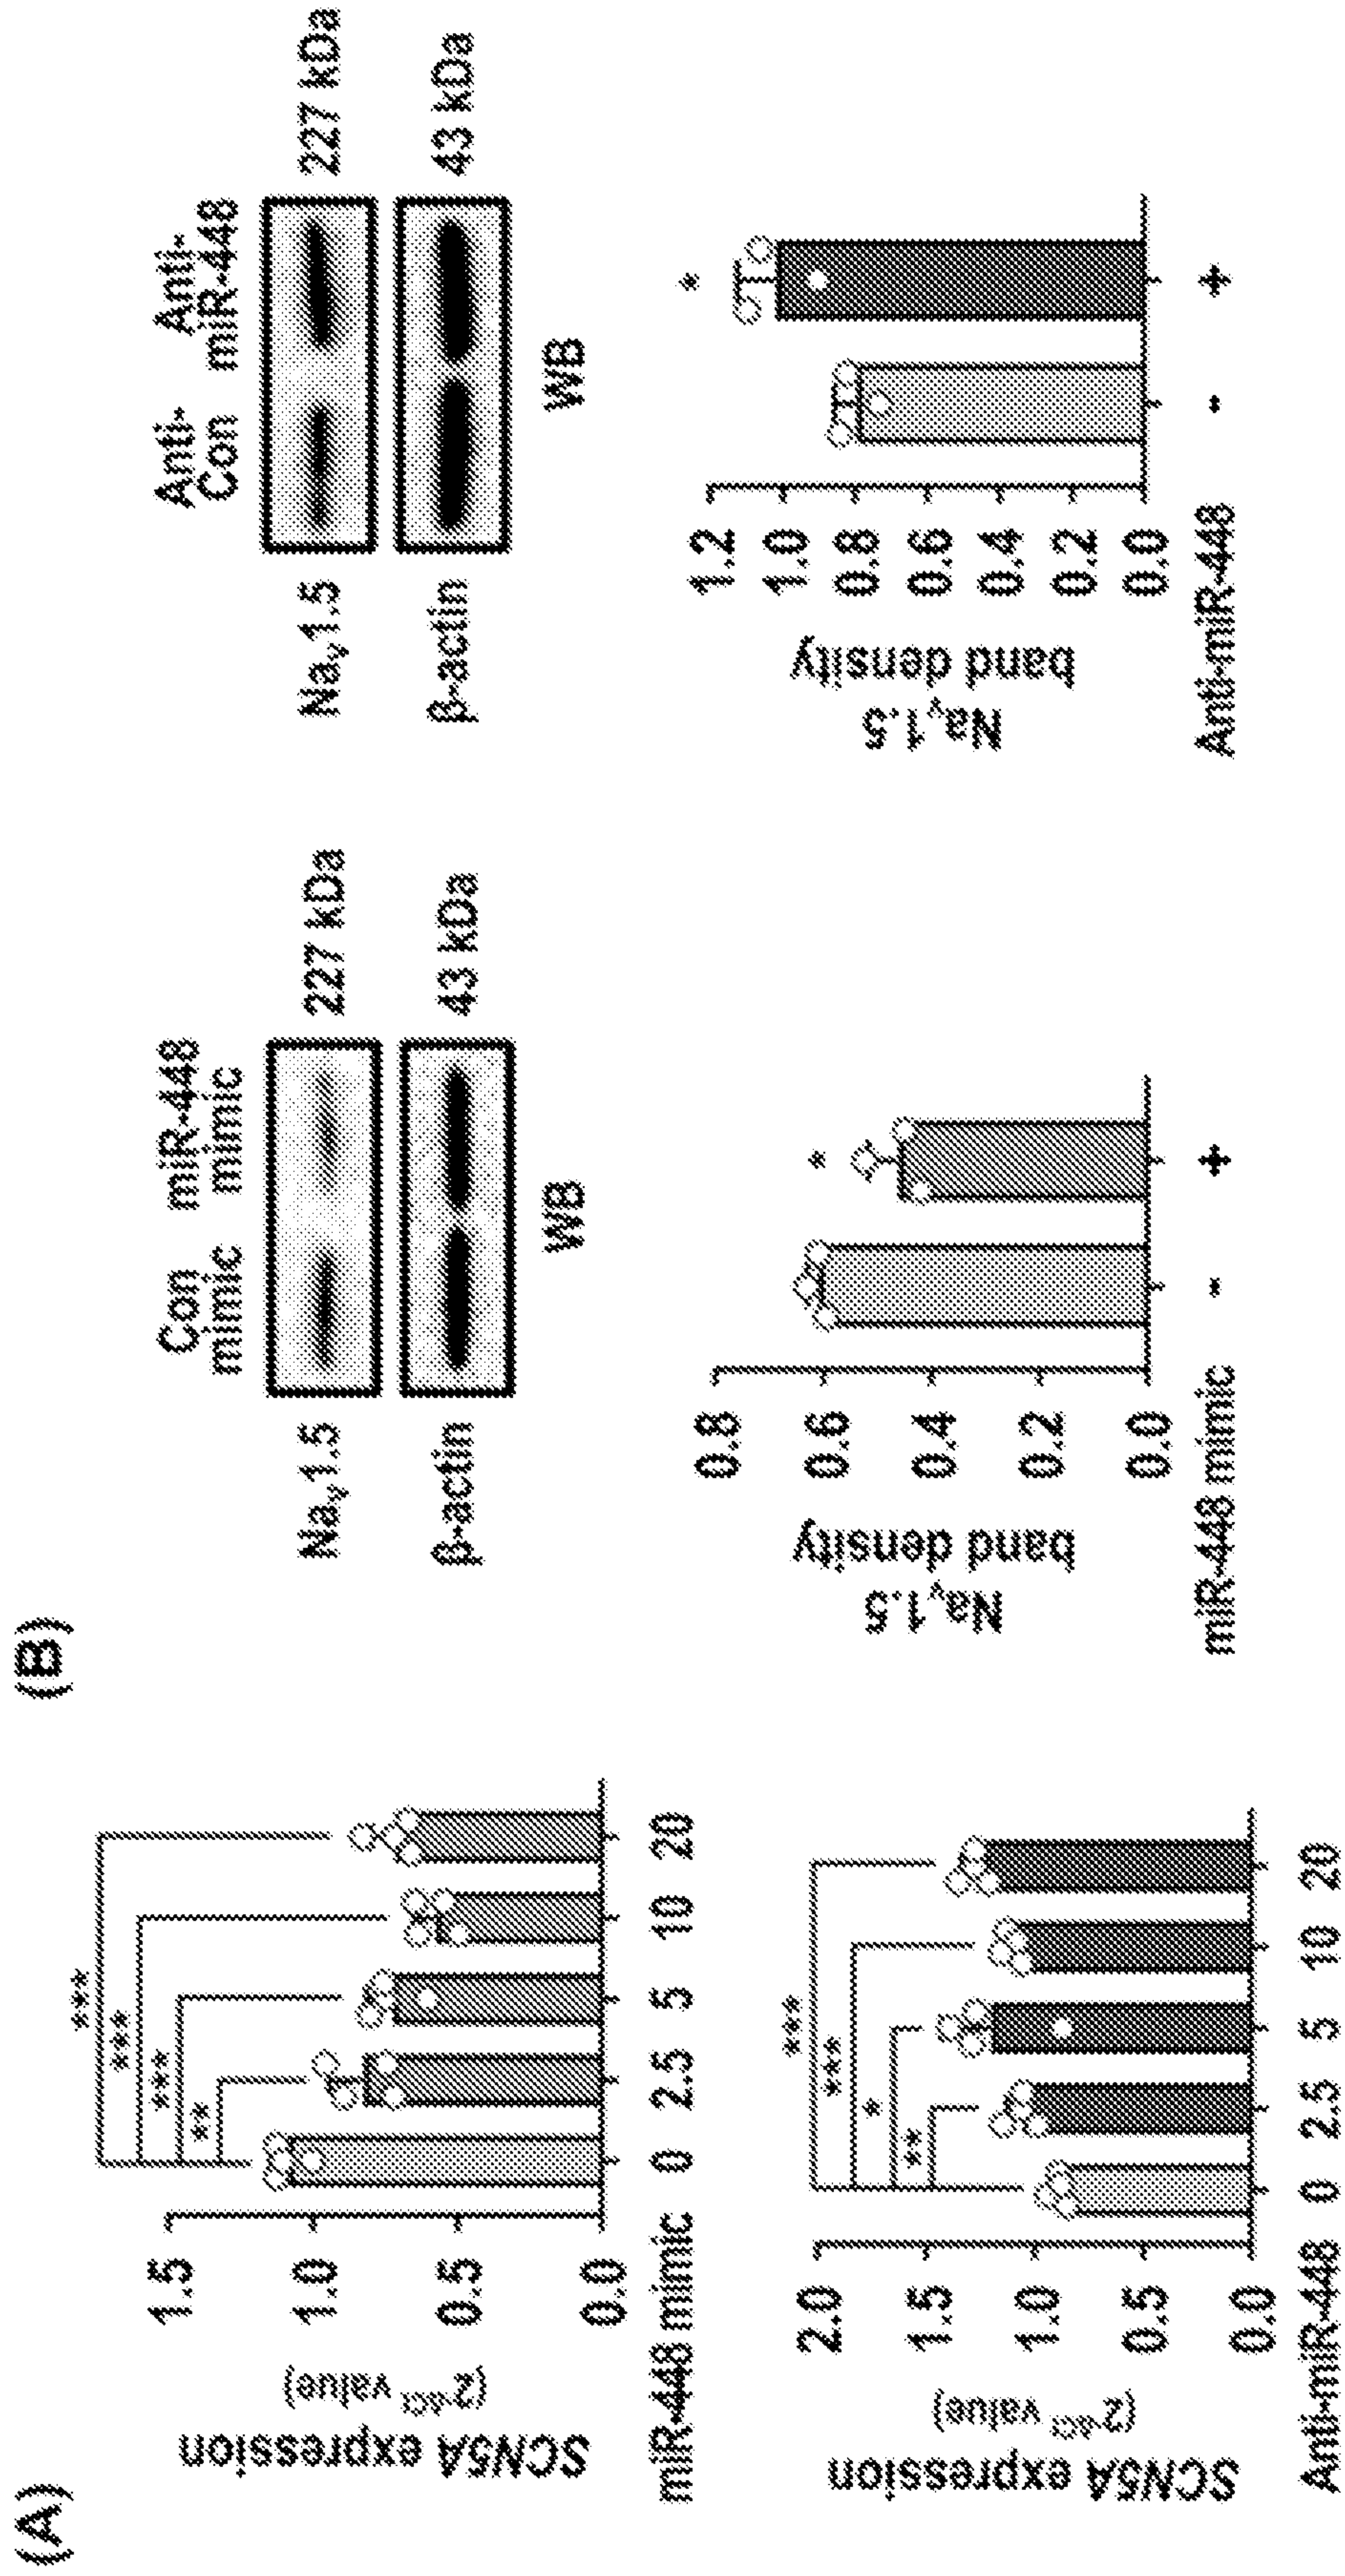 (A)
SCN5A expression
(2^-ΔCt value)
1.5
1.0
0.5
0.0
***
***
***
**
miR-448 mimic 0 2.5 5 10 20
SCN5A expression
(2^-ΔCt value)
2.0
1.5
1.0
0.5
0.0
***
***
*
**
Anti-miR-448 0 2.5 5 10 20
(B)
Con mimic
miR-448 mimic
Nav1.5 227 kDa
β-actin 43 kDa
WB
Nav1.5
band density
0.8
0.6
0.4
0.2
0.0
*
miR-448 mimic - +
Anti-Con
Anti-miR-448
Nav1.5 227 kDa
β-actin 43 kDa
WB
Nav1.5
band density
1.2
1.0
0.8
0.6
0.4
0.2
0.0
*
Anti-miR-448 - +